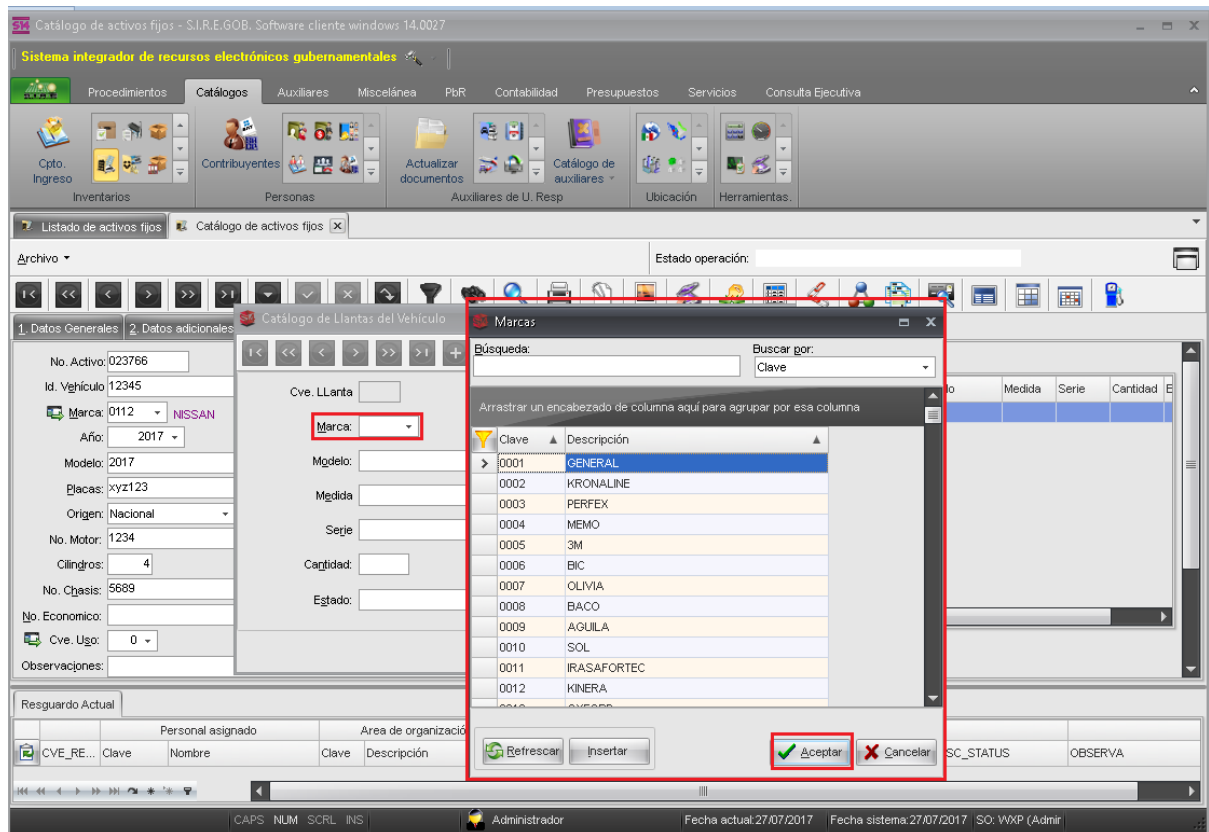 Catálogo de activos fijos - S.I.R.E.GOB. Software cliente windows 14.0027
Sistema integrador de recursos electrónicos gubernamentales
Procedimientos Catálogos Auxiliares Miscelánea PbR Contabilidad Presupuestos Servicios Consulta Ejecutiva
Cpto. Ingreso
Contribuyentes
Actualizar documentos
Catálogo de auxiliares
Inventarios Personas Auxiliares de U. Resp Ubicación Herramientas.
Listado de activos fijos Catálogo de activos fijos
Archivo Estado operación:
1. Datos Generales 2. Datos adicionales
No. Activo: 023766
Id. Vehículo 12345
Marca: 0112 NISSAN
Año: 2017
Modelo: 2017
Placas: xyz123
Origen: Nacional
No. Motor: 1234
Cilindros: 4
No. Chasis: 5689
No. Economico:
Cve. Uso: 0
Observaciones:
Catálogo de Llantas del Vehículo
Cve. LLanta
Marca:
Modelo:
Medida
Serie
Cantidad:
Estado:
Marcas
Búsqueda: Buscar por:
Clave
Arrastrar un encabezado de columna aquí para agrupar por esa columna
Clave Descripción
0001 GENERAL
0002 KRONALINE
0003 PERFEX
0004 MEMO
0005 3M
0006 BIC
0007 OLIVIA
0008 BACO
0009 AGUILA
0010 SOL
0011 IRASAFORTEC
0012 KINERA
Refrescar Insertar Aceptar Cancelar
Medida Serie Cantidad E
Resguardo Actual
Personal asignado Area de organizació
CVE_RE... Clave Nombre Clave Descripción SC_STATUS OBSERVA
CAPS NUM SCRL INS Administrador Fecha actual:27/07/2017 Fecha sistema:27/07/2017 SO: WXP (Admir